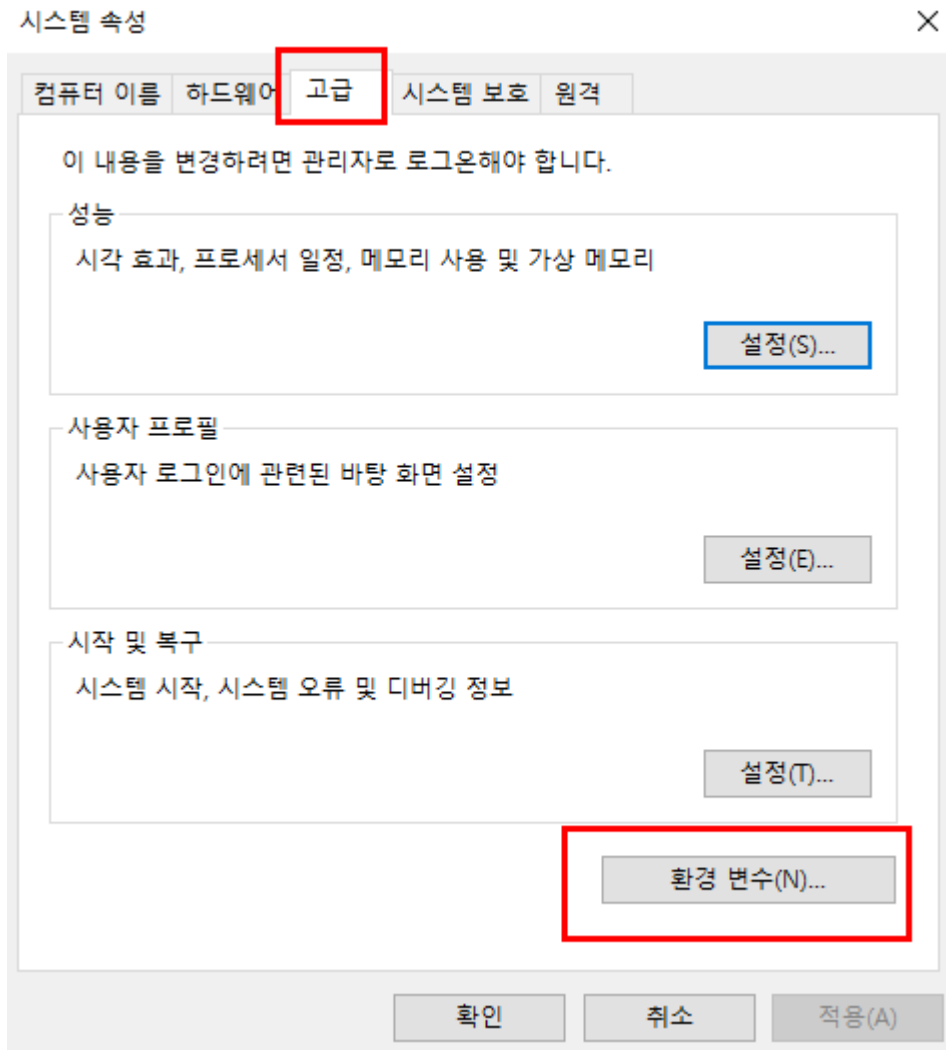 시스템 속성
컴퓨터 이름 하드웨어 고급 시스템 보호 원격
이 내용을 변경하려면 관리자로 로그온해야 합니다.
성능
시각 효과, 프로세서 일정, 메모리 사용 및 가상 메모리
설정(S)...
사용자 프로필
사용자 로그인에 관련된 바탕 화면 설정
설정(E)...
시작 및 복구
시스템 시작, 시스템 오류 및 디버깅 정보
설정(T)...
환경 변수(N)...
확인 취소 적용(A)